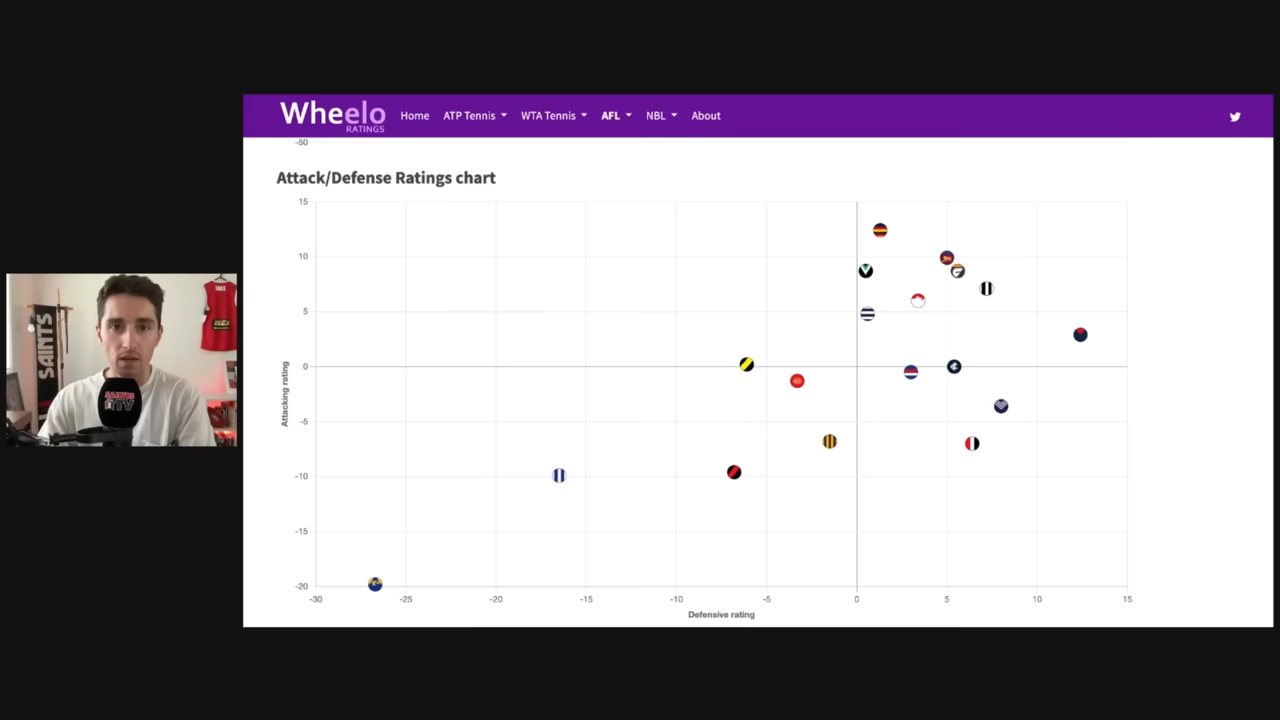 Wheelo
RATINGS
Home
ATP Tennis
WTA Tennis
AFL
NBL
About
-50
Attack/Defense Ratings chart
15
10
5
0
-5
-10
-15
-20
Attacking rating
-30
-25
-20
-15
-10
-5
0
5
10
15
Defensive rating
SAINTS
SAINTS
TV